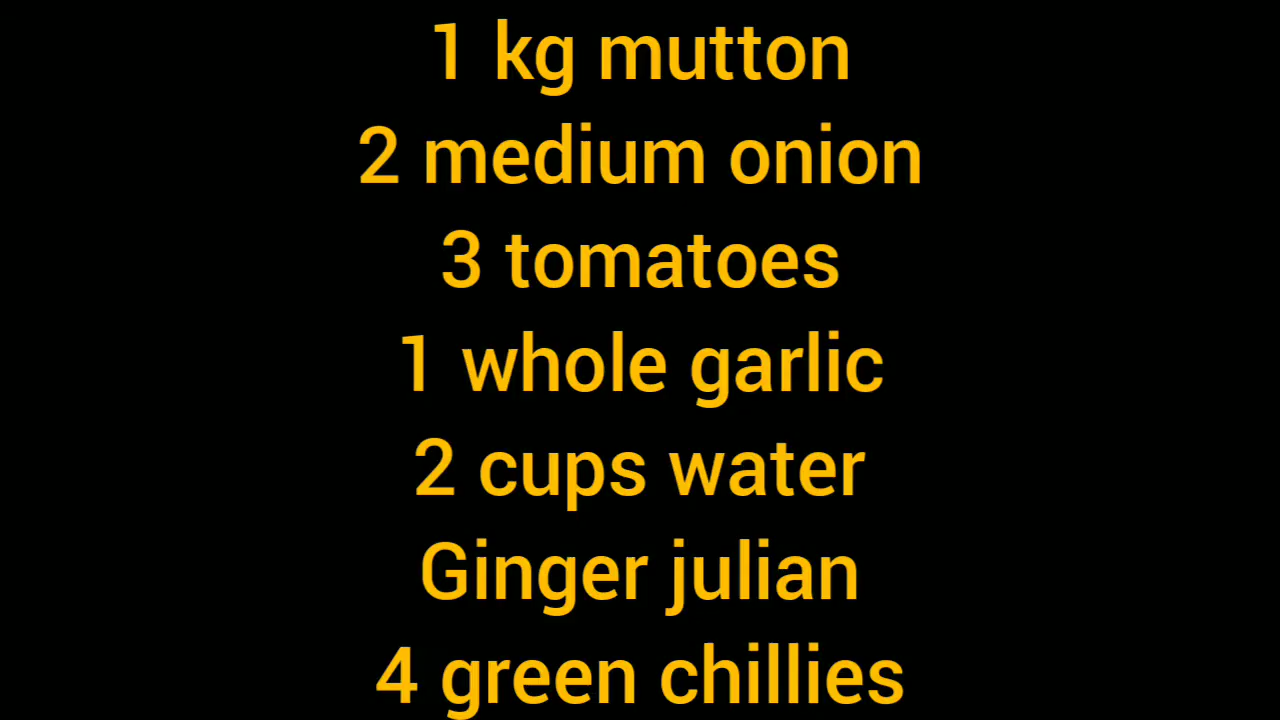 1 kg mutton
2 medium onion
3 tomatoes
1 whole garlic
2 cups water
Ginger julian
4 green chillies